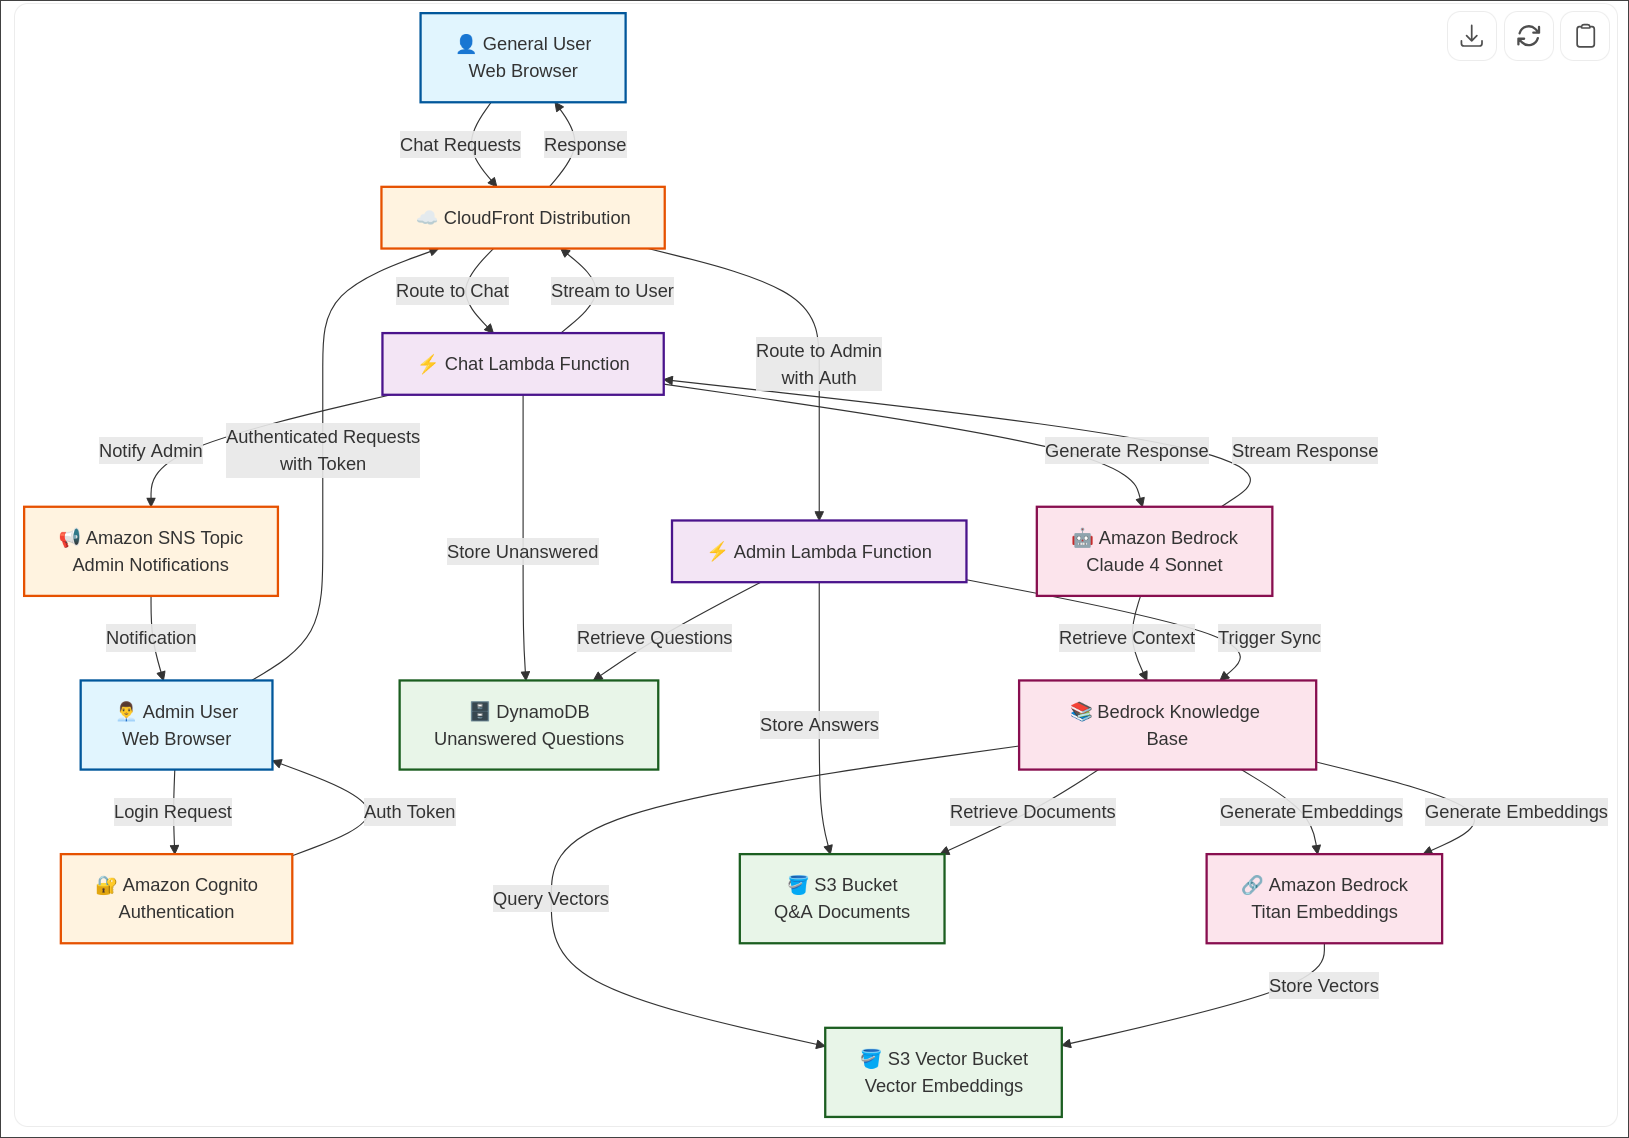 General User
Web Browser
Chat Requests
Response
CloudFront Distribution
Route to Chat
Stream to User
Chat Lambda Function
Route to Admin
with Auth
Notify Admin
Authenticated Requests
with Token
Generate Response
Stream Response
Amazon SNS Topic
Admin Notifications
Store Unanswered
Admin Lambda Function
Amazon Bedrock
Claude 4 Sonnet
Notification
Retrieve Questions
Retrieve Context
Trigger Sync
Admin User
Web Browser
DynamoDB
Unanswered Questions
Store Answers
Bedrock Knowledge
Base
Login Request
Auth Token
Retrieve Documents
Generate Embeddings
Generate Embeddings
Amazon Cognito
Authentication
Query Vectors
S3 Bucket
Q&A Documents
Amazon Bedrock
Titan Embeddings
Store Vectors
S3 Vector Bucket
Vector Embeddings